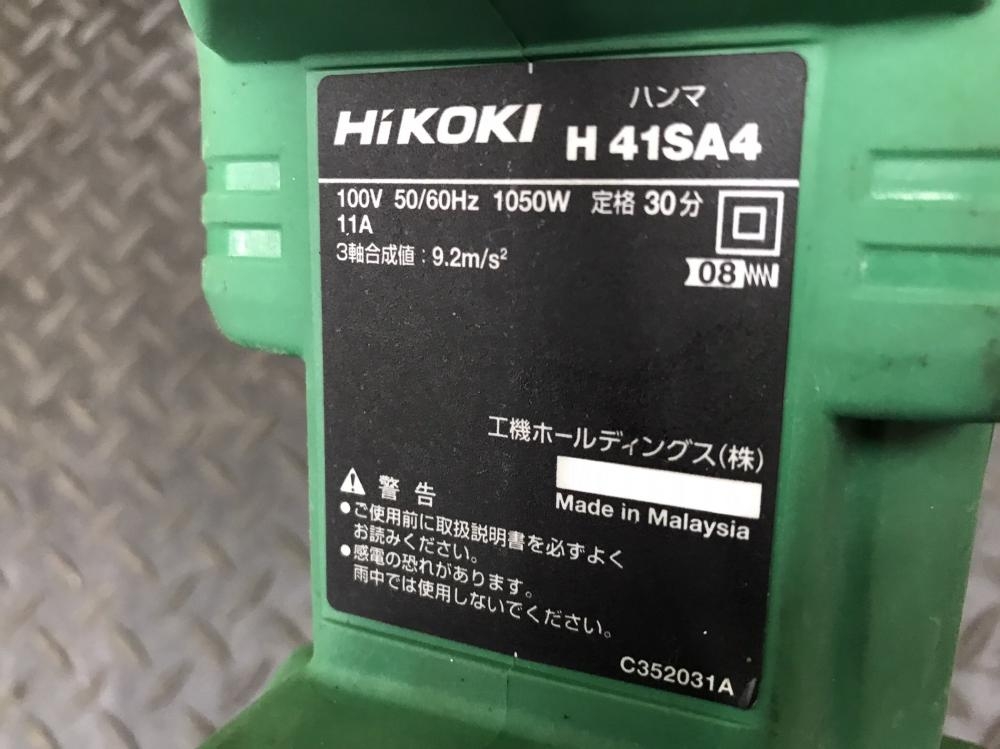 HiKOKI
ハンマ
H 41SA4
100V 50/60Hz 1050W 定格 30分
11A
3軸合成値 : 9.2m/s²
08
工機ホールディングス(株)
Made in Malaysia
警告
●ご使用前に取扱説明書を必ずよく
お読みください。
●感電の恐れがあります。
雨中では使用しないでください。
C352031A